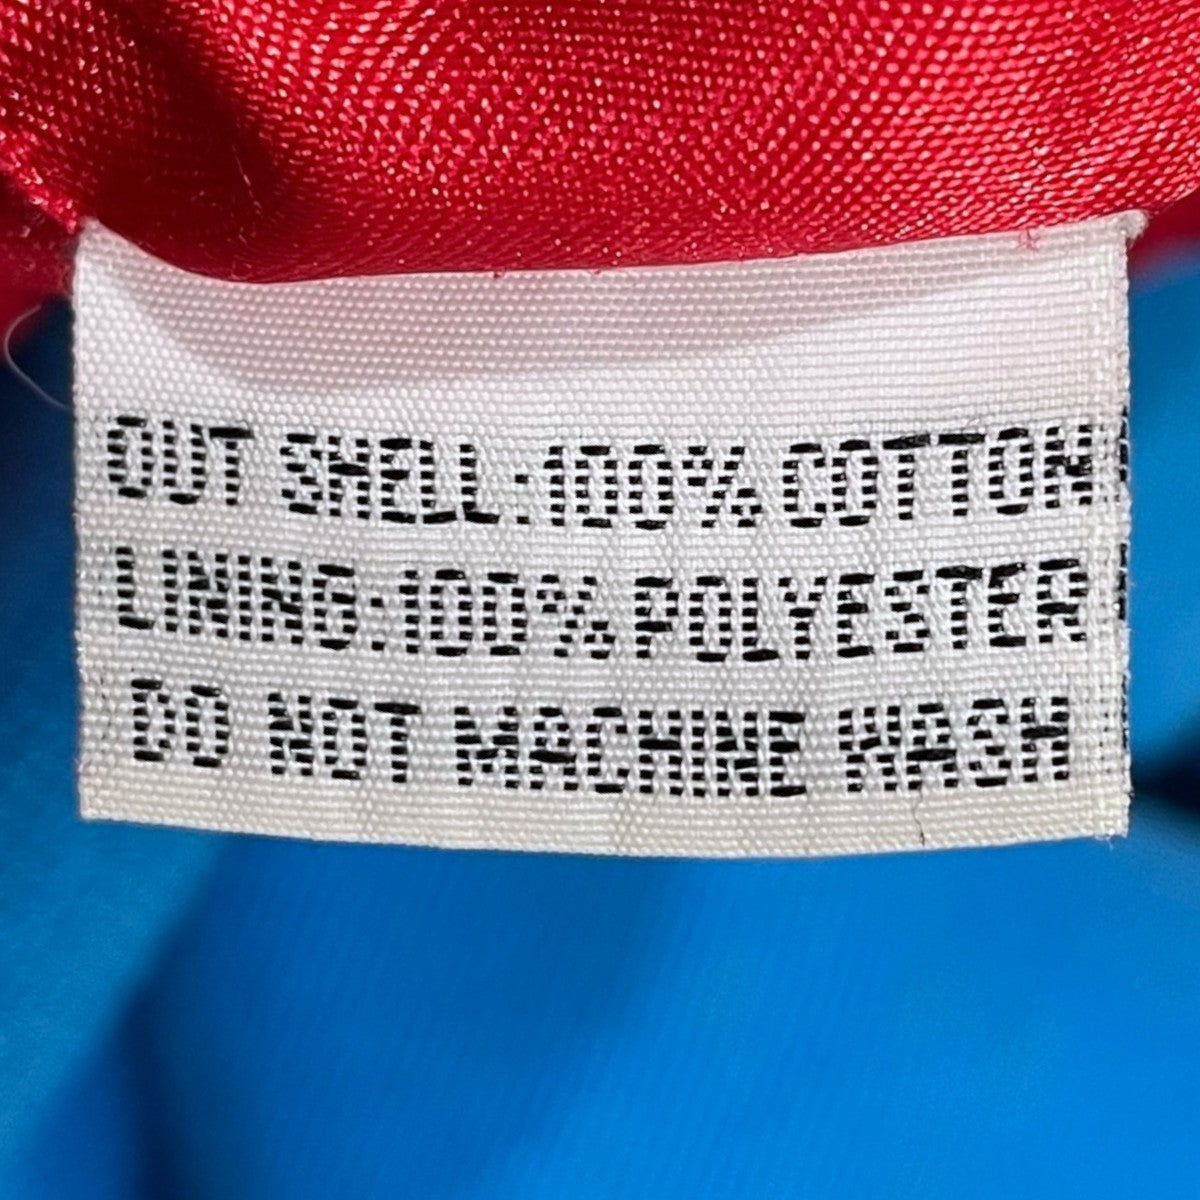 OUT SHELL:100%COTTON
LINING:100%POLYESTER
DO NOT MACHINE WASH